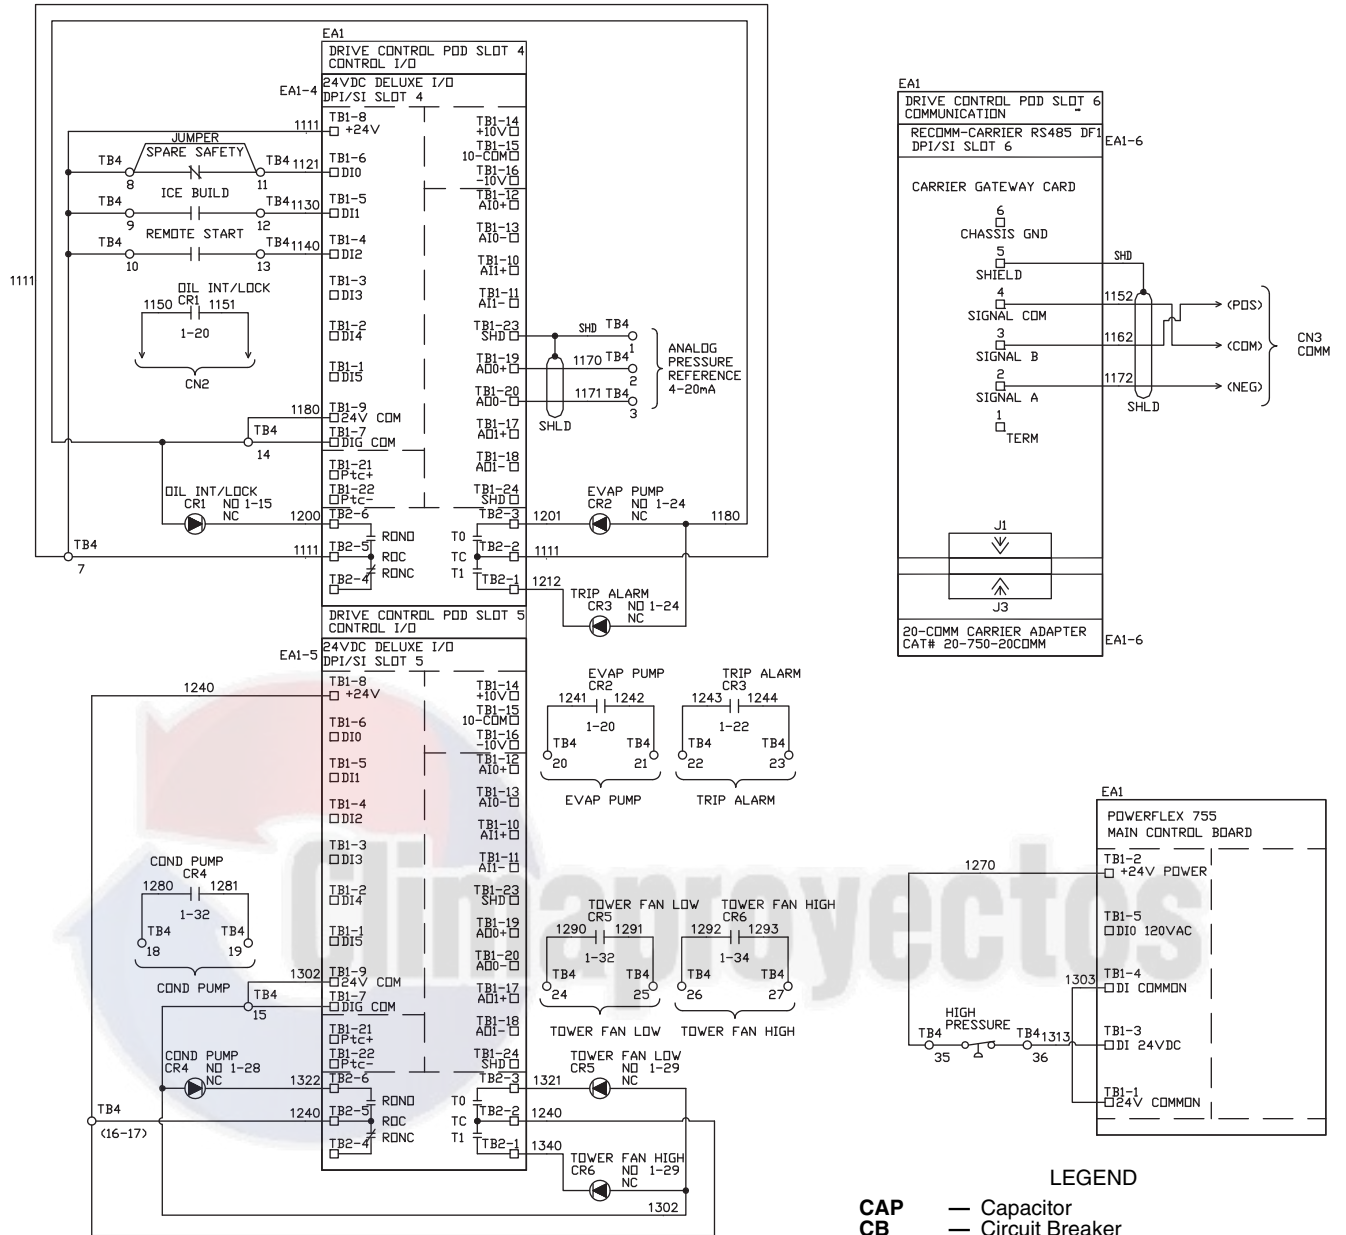 EA1
DRIVE CONTROL POD SLOT 4
CONTROL I/O
EA1-4
24VDC DELUXE I/O
DPI/SI SLOT 4
1111
TB1-8
+24V
TB1-14
+10V
JUMPER
SPARE SAFETY
TB4
8
TB4
11
1121
TB1-6
DI0
TB1-15
10-COM
TB1-16
-10V
ICE BUILD
TB4
9
TB4
12
1130
TB1-5
DI1
TB1-12
AI0+
REMOTE START
TB4
10
TB4
13
1140
TB1-4
DI2
TB1-13
AI0-
TB1-10
AI1+
1111
OIL INT/LOCK
CR1
1150
1151
1-20
CN2
TB1-3
DI3
TB1-11
AI1-
TB1-2
DI4
TB1-23
SHD
SHD
TB4
1
TB1-1
DI5
TB1-19
AO0+
1170
TB4
2
TB1-20
AO0-
1171
TB4
3
SHLD
ANALOG
PRESSURE
REFERENCE
4-20mA
1180
TB1-9
24V COM
TB4
14
TB1-7
DIG COM
TB1-17
AO1+
TB1-18
AO1-
TB1-21
Ptc+
TB1-22
Ptc-
TB1-24
SHD
OIL INT/LOCK
CR1
NO 1-15
NC
1200
TB2-6
RONO
TO
TB2-3
1201
EVAP PUMP
CR2
NO 1-24
NC
1180
TB4
7
1111
TB2-5
ROC
TC
TB2-2
1111
TB2-4
RONC
T1
TB2-1
1212
TRIP ALARM
CR3
NO 1-24
NC
DRIVE CONTROL POD SLOT 5
CONTROL I/O
EA1-5
24VDC DELUXE I/O
DPI/SI SLOT 5
1240
TB1-8
+24V
TB1-14
+10V
TB1-6
DI0
TB1-15
10-COM
TB1-16
-10V
TB1-5
DI1
TB1-12
AI0+
TB1-4
DI2
TB1-13
AI0-
TB1-10
AI1+
TB1-3
DI3
TB1-11
AI1-
TB1-2
DI4
TB1-23
SHD
TB1-1
DI5
TB1-19
AO0+
TB1-20
AO0-
EVAP PUMP
CR2
1241
1242
1-20
TB4
20
TB4
21
EVAP PUMP
TRIP ALARM
CR3
1243
1244
1-22
TB4
22
TB4
23
TRIP ALARM
COND PUMP
CR4
1280
1281
1-32
TB4
18
TB4
19
COND PUMP
TOWER FAN LOW
CR5
1290
1291
1-32
TB4
24
TB4
25
TOWER FAN LOW
TOWER FAN HIGH
CR6
1292
1293
1-34
TB4
26
TB4
27
TOWER FAN HIGH
1302
TB1-9
24V COM
TB4
15
TB1-7
DIG COM
TB1-17
AO1+
TB1-18
AO1-
TB1-21
Ptc+
TB1-22
Ptc-
TB1-24
SHD
COND PUMP
CR4
NO 1-28
NC
1322
TB2-6
RONO
TO
TB2-3
1321
TOWER FAN LOW
CR5
NO 1-29
NC
TB4
(16-17)
1240
TB2-5
ROC
TC
TB2-2
1240
TB2-4
RONC
T1
TB2-1
1340
TOWER FAN HIGH
CR6
NO 1-29
NC
1302
EA1
DRIVE CONTROL POD SLOT 6
COMMUNICATION
RECOMM-CARRIER RS485 DF1
DPI/SI SLOT 6
EA1-6
CARRIER GATEWAY CARD
6
CHASSIS GND
5
SHIELD
SHD
4
SIGNAL COM
1152
(POS)
3
SIGNAL B
1162
(COM)
2
SIGNAL A
1172
(NEG)
SHLD
CN3
COMM
1
TERM
J1
J3
20-COMM CARRIER ADAPTER
CAT# 20-750-20COMM
EA1-6
EA1
POWERFLEX 755
MAIN CONTROL BOARD
1270
TB1-2
+24V POWER
TB1-5
DI0 120VAC
1303
TB1-4
DI COMMON
HIGH
PRESSURE
TB4
35
TB4
36
1313
TB1-3
DI 24VDC
TB1-1
24V COMMON
Climaproyectos
LEGEND
CAP — Capacitor
CB — Circuit Breaker